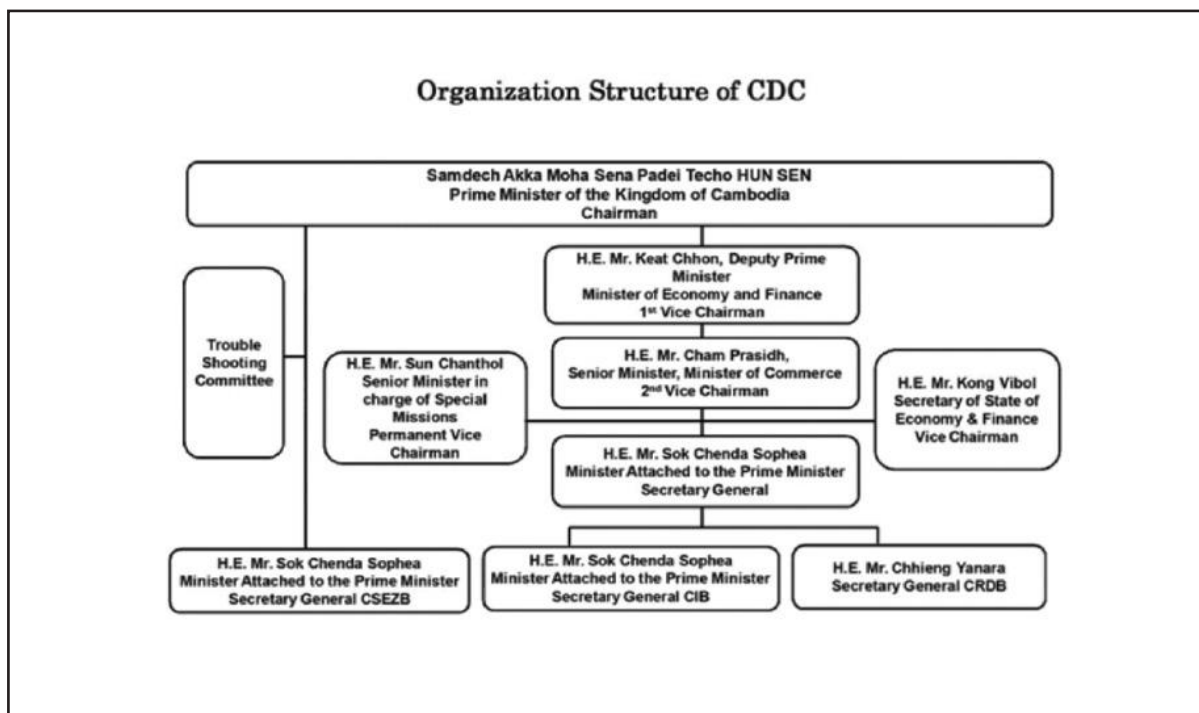 Organization Structure of CDC
Samdech Akka Moha Sena Padei Techo HUN SEN
Prime Minister of the Kingdom of Cambodia
Chairman
H.E. Mr. Keat Chhon, Deputy Prime
Minister
Minister of Economy and Finance
1st Vice Chairman
Trouble
Shooting
Committee
H.E. Mr. Sun Chanthol
Senior Minister in
charge of Special
Missions
Permanent Vice
Chairman
H.E. Mr. Cham Prasidh,
Senior Minister, Minister of Commerce
2nd Vice Chairman
H.E. Mr. Kong Vibol
Secretary of State of
Economy & Finance
Vice Chairman
H.E. Mr. Sok Chenda Sophea
Minister Attached to the Prime Minister
Secretary General
H.E. Mr. Sok Chenda Sophea
Minister Attached to the Prime Minister
Secretary General CSEZB
H.E. Mr. Sok Chenda Sophea
Minister Attached to the Prime Minister
Secretary General CIB
H.E. Mr. Chhieng Yanara
Secretary General CRDB